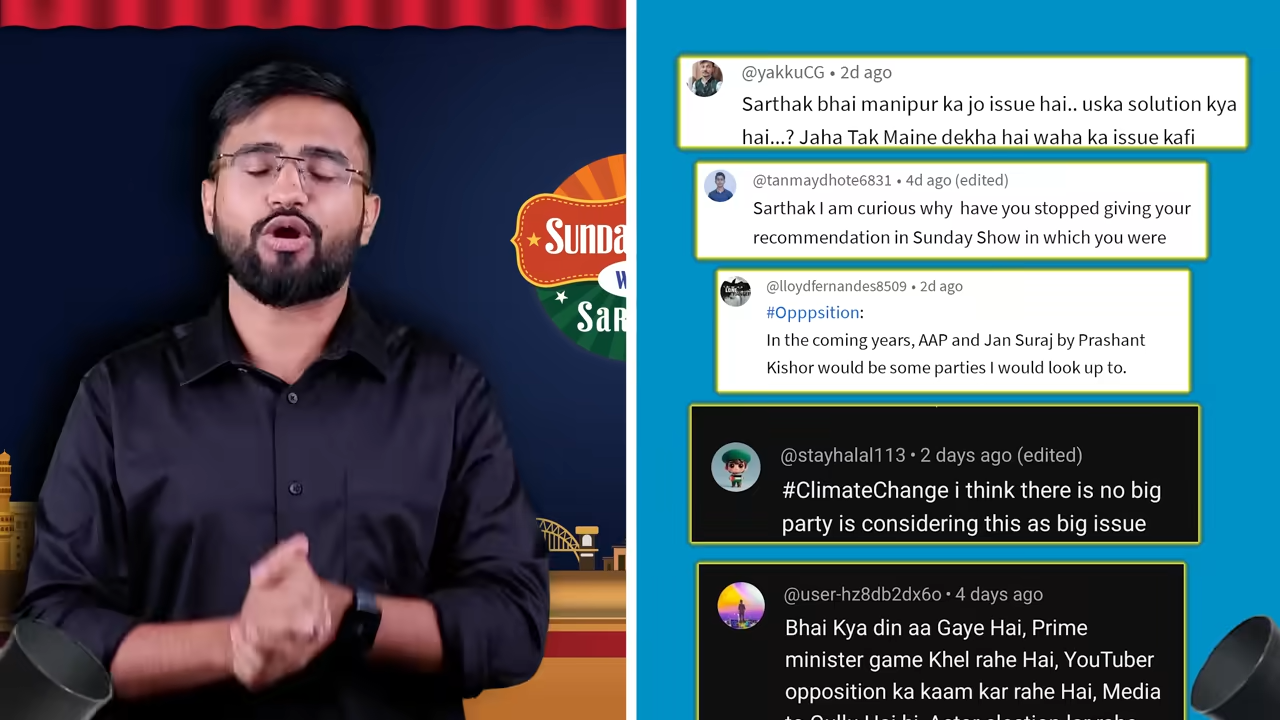 Sunda
W
Sar
@yakkuCG • 2d ago
Sarthak bhai manipur ka jo issue hai.. uska solution kya
hai...? Jaha Tak Maine dekha hai waha ka issue kafi
@tanmaydhote6831 • 4d ago (edited)
Sarthak I am curious why have you stopped giving your
recommendation in Sunday Show in which you were
@lloydfernandes8509 • 2d ago
#Opppsition:
In the coming years, AAP and Jan Suraj by Prashant
Kishor would be some parties I would look up to.
@stayhalal113 • 2 days ago (edited)
#ClimateChange i think there is no big
party is considering this as big issue
@user-hz8db2dx6o • 4 days ago
Bhai Kya din aa Gaye Hai, Prime
minister game Khel rahe Hai, YouTuber
opposition ka kaam kar rahe Hai, Media